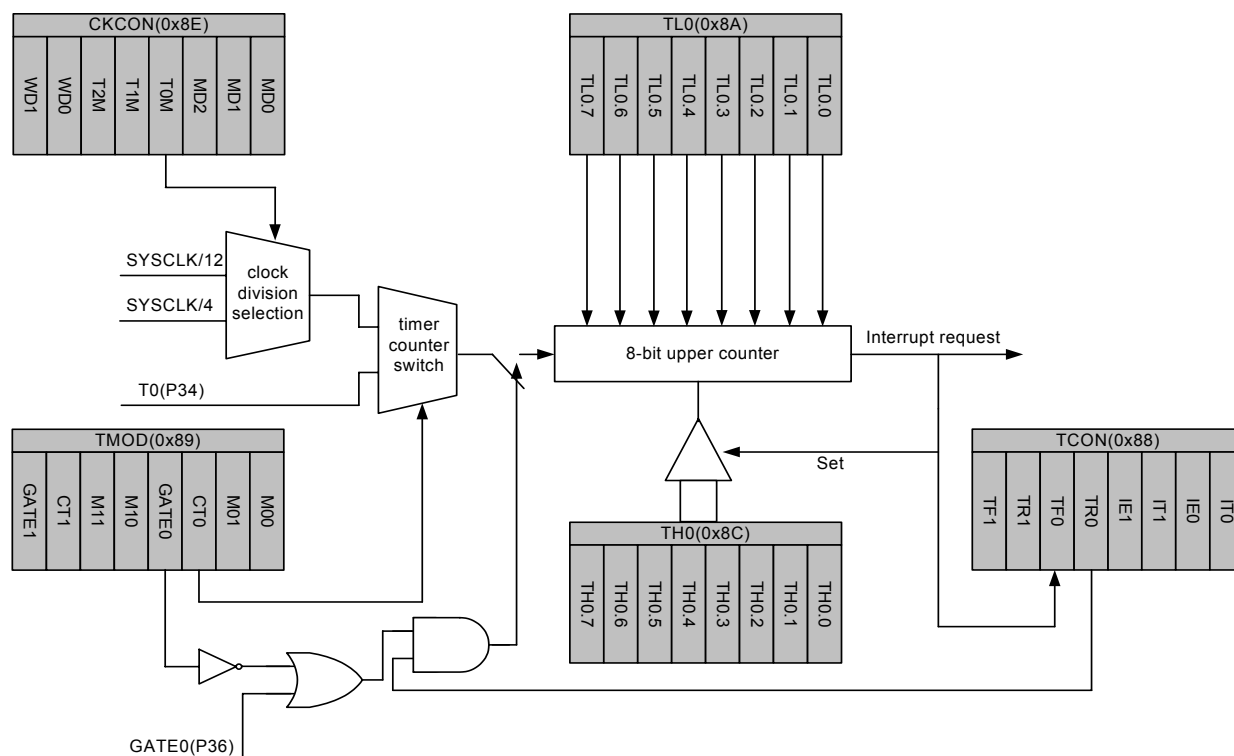 CKCON(0x8E)
WD1
WD0
T2M
T1M
T0M
MD2
MD1
MD0
TL0(0x8A)
TL0.7
TL0.6
TL0.5
TL0.4
TL0.3
TL0.2
TL0.1
TL0.0
SYSCLK/12
SYSCLK/4
clock
division
selection
T0(P34)
timer
counter
switch
8-bit upper counter
Interrupt request
Set
TMOD(0x89)
GATE1
CT1
M11
M10
GATE0
CT0
M01
M00
TH0(0x8C)
TH0.7
TH0.6
TH0.5
TH0.4
TH0.3
TH0.2
TH0.1
TH0.0
TCON(0x88)
TF1
TR1
TF0
TR0
IE1
IT1
IE0
IT0
GATE0(P36)